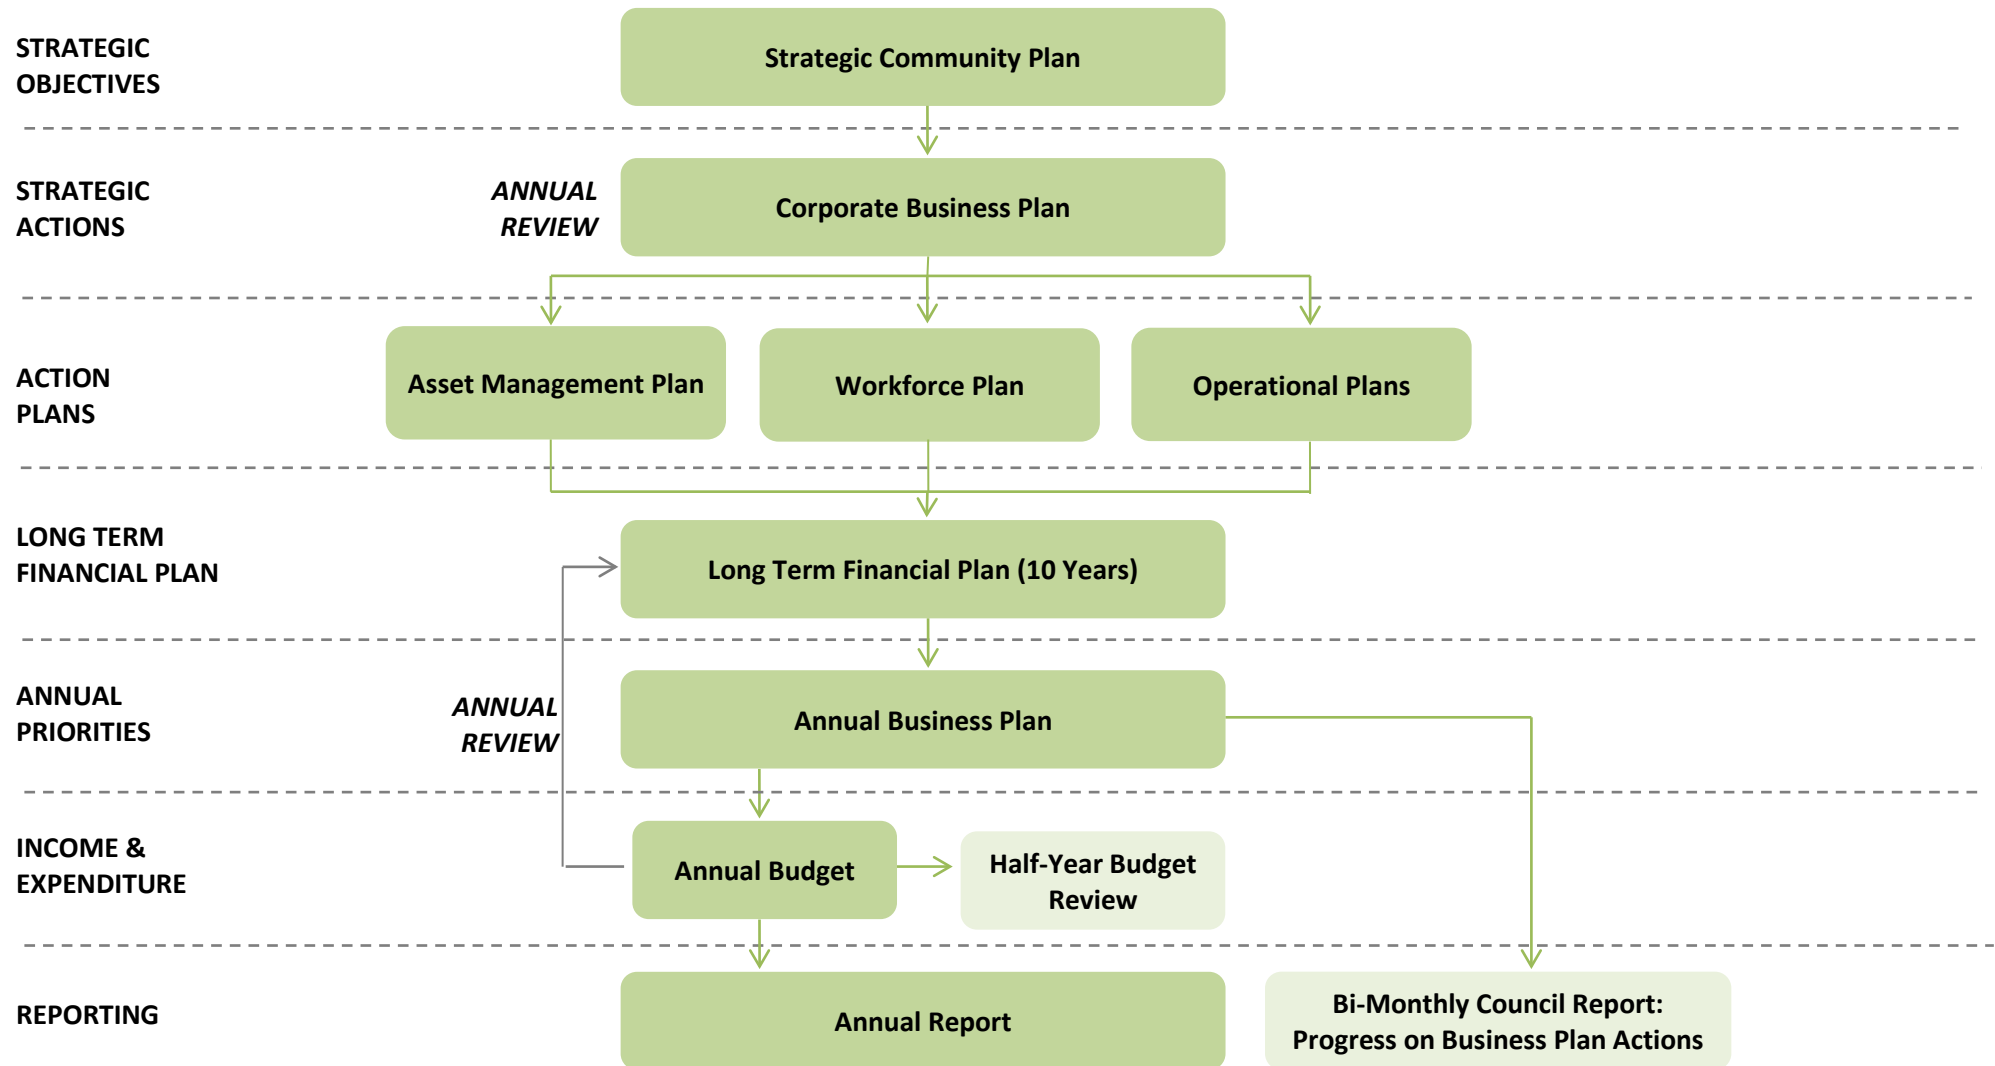 STRATEGIC
OBJECTIVES
Strategic Community Plan
STRATEGIC
ACTIONS
ANNUAL
REVIEW
Corporate Business Plan
ACTION
PLANS
Asset Management Plan
Workforce Plan
Operational Plans
LONG TERM
FINANCIAL PLAN
Long Term Financial Plan (10 Years)
ANNUAL
PRIORITIES
ANNUAL
REVIEW
Annual Business Plan
INCOME &
EXPENDITURE
Annual Budget
Half-Year Budget
Review
REPORTING
Annual Report
Bi-Monthly Council Report:
Progress on Business Plan Actions